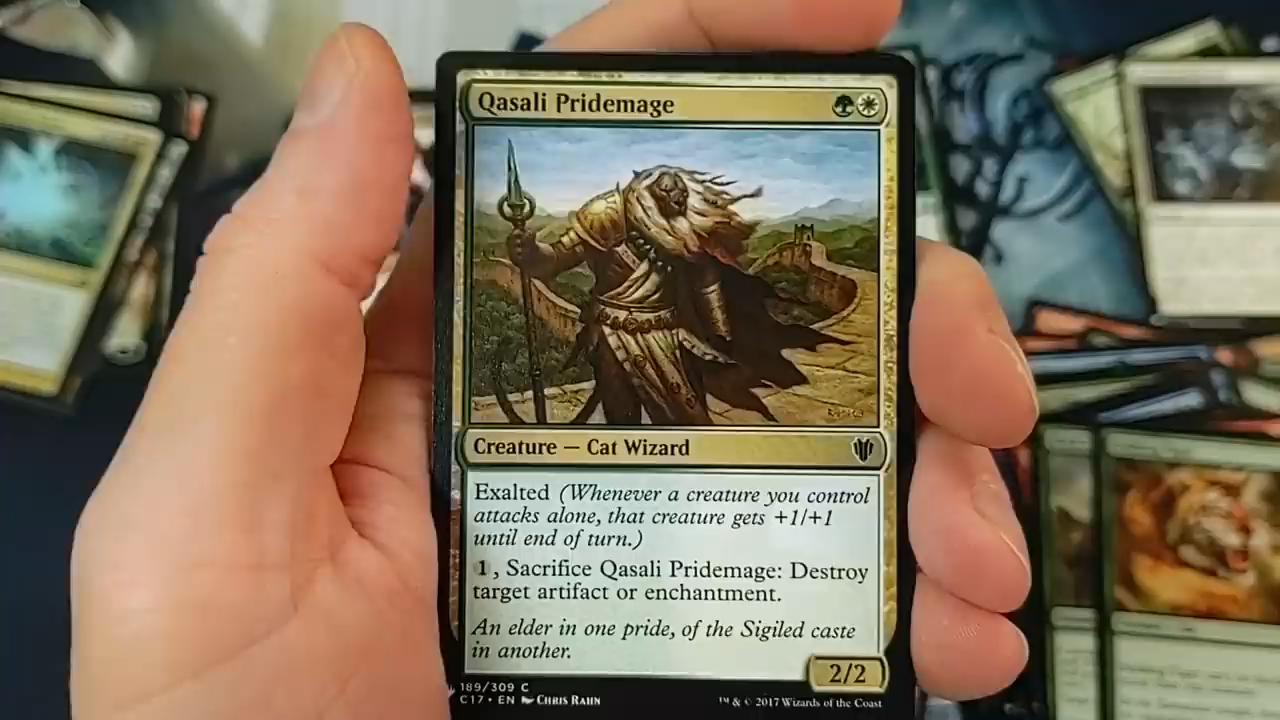 Qasali Pridemage
Creature — Cat Wizard
Exalted (Whenever a creature you control
attacks alone, that creature gets +1/+1
until end of turn.)
1, Sacrifice Qasali Pridemage: Destroy
target artifact or enchantment.
An elder in one pride, of the Sigiled caste
in another.
2/2
189/309 C
C17 • EN Chris Rahn
™ & © 2017 Wizards of the Coast